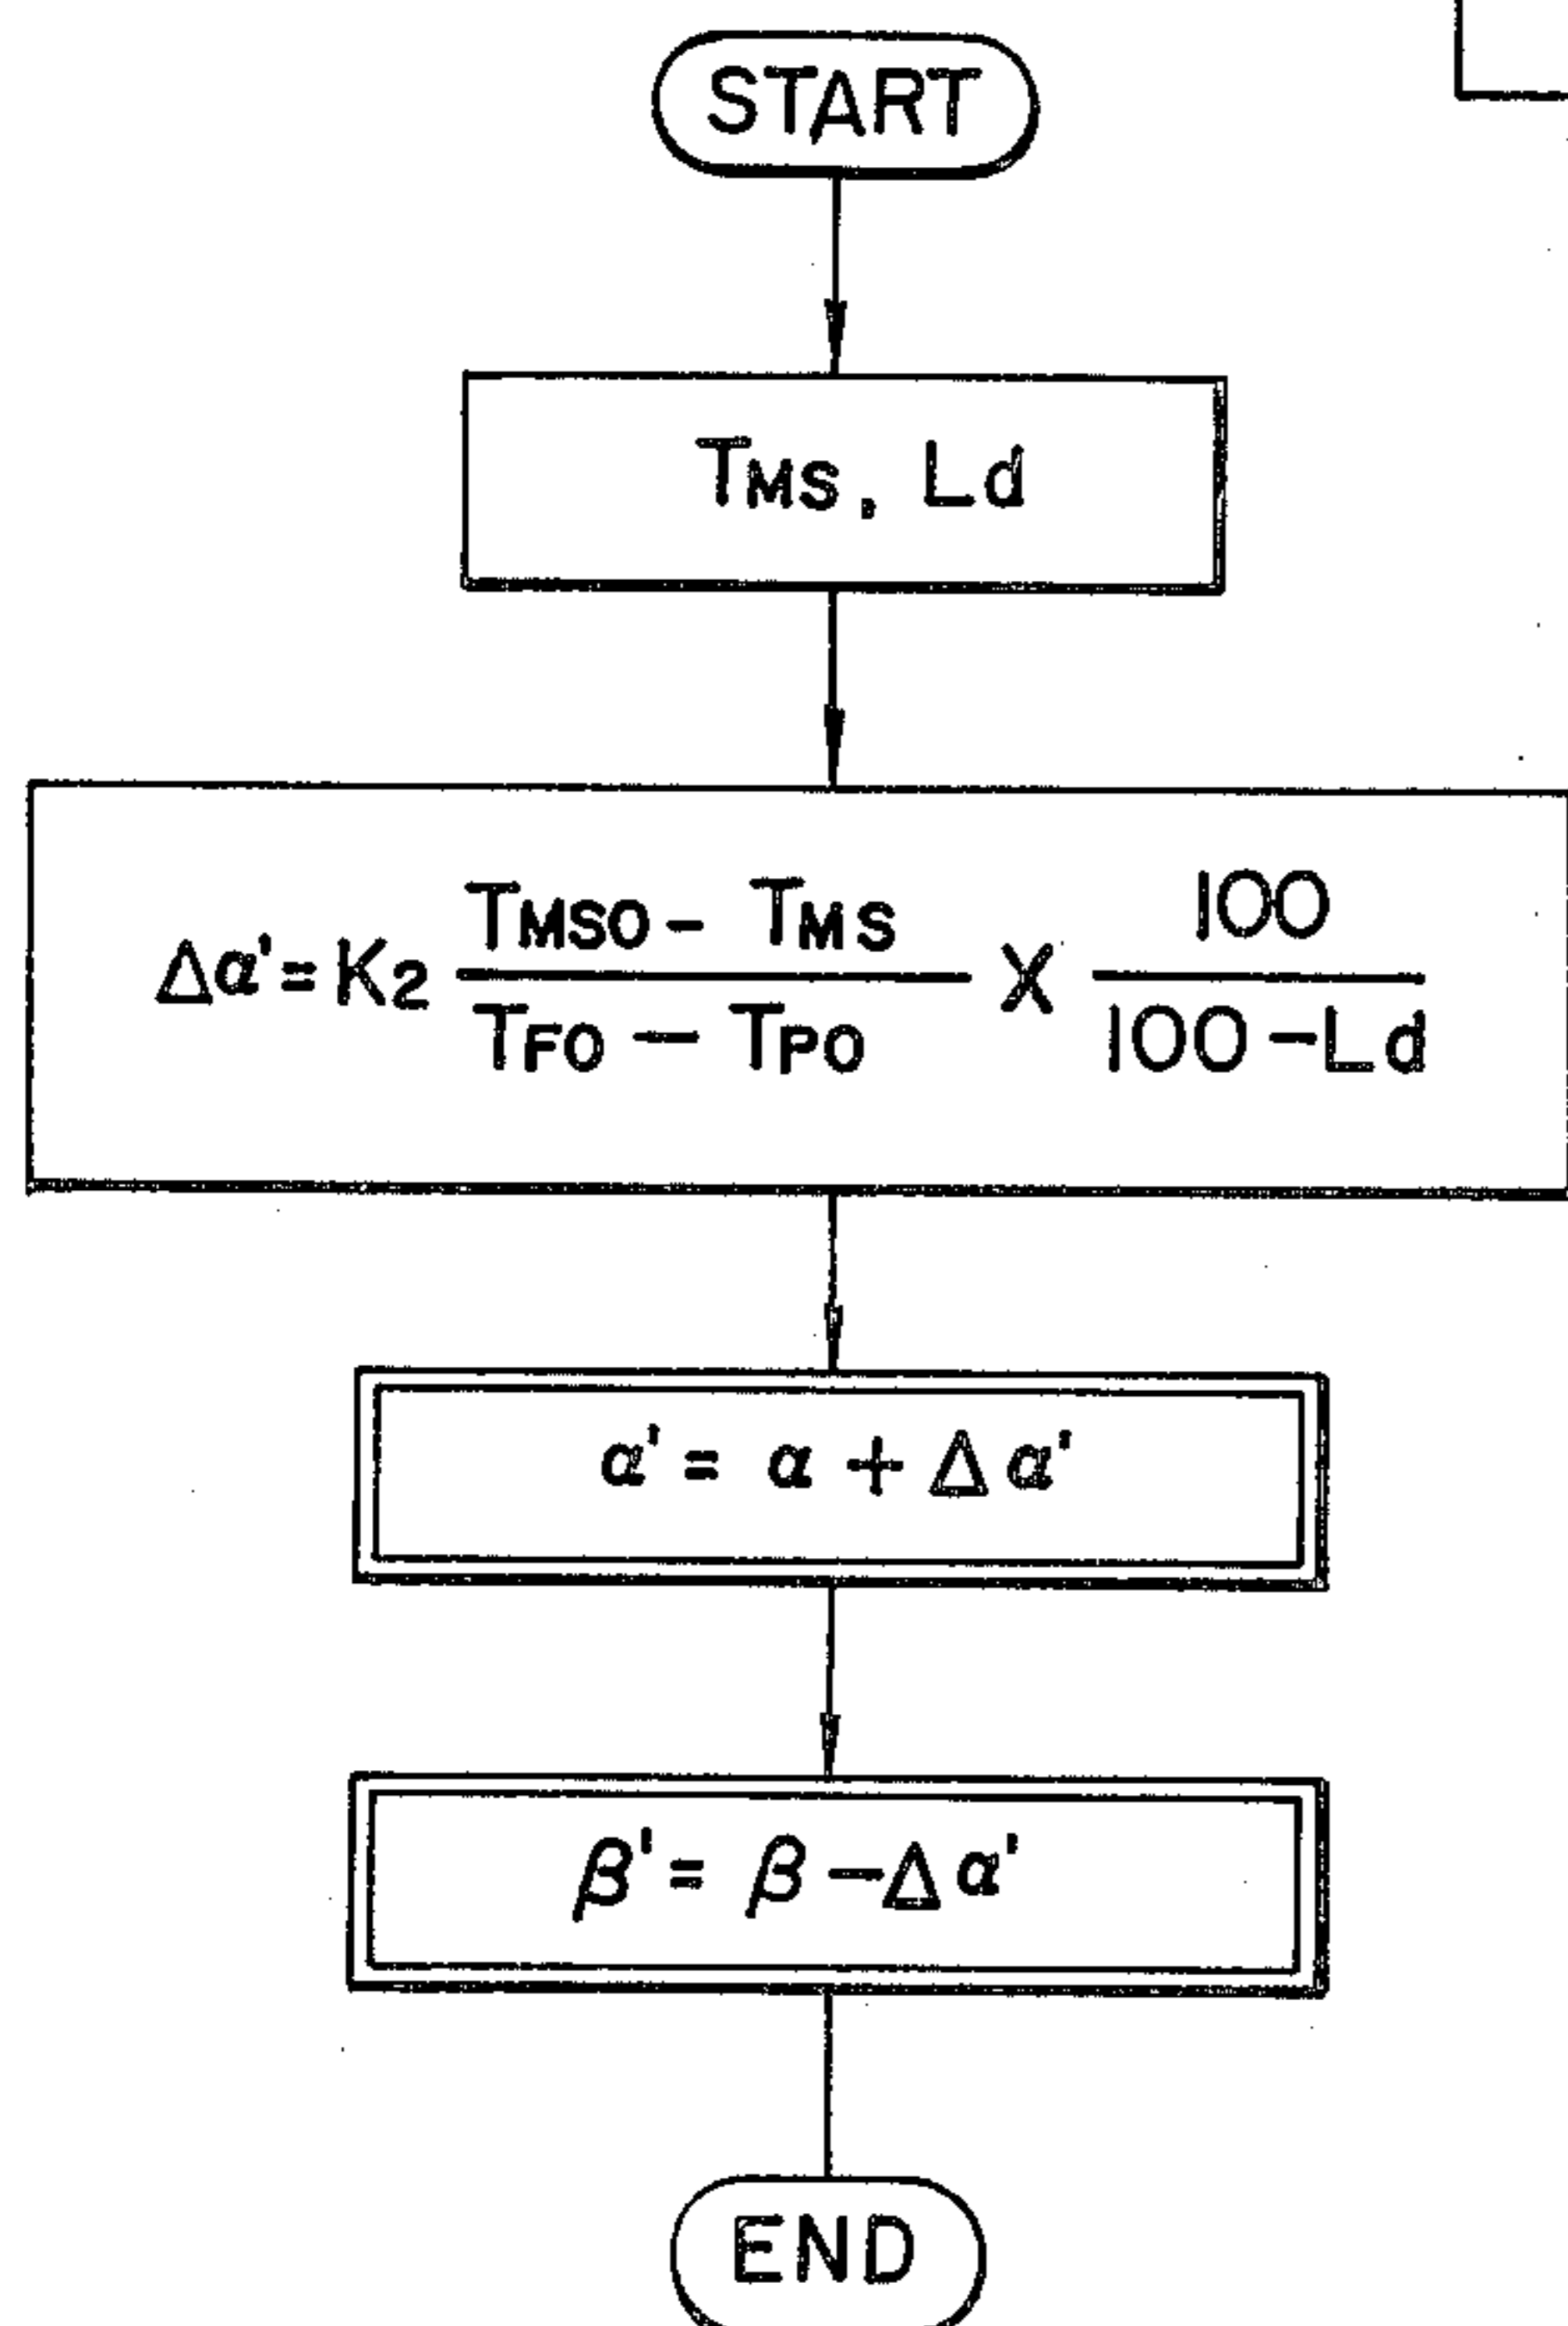 START
TMS, Ld
Δα' = K2 (TMSO - TMS) / (TFO - TPO) X 100 / (100 - Ld)
α' = α + Δα'
β' = β - Δα'
END